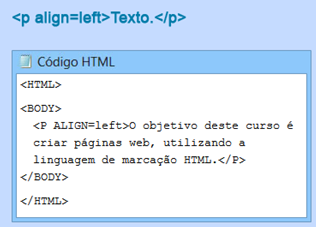 <p align=left>Texto.</p>
Código HTML
<HTML>
<BODY>
<P ALIGN=left>O objetivo deste curso é
criar páginas web, utilizando a
linguagem de marcação HTML.</P>
</BODY>
</HTML>